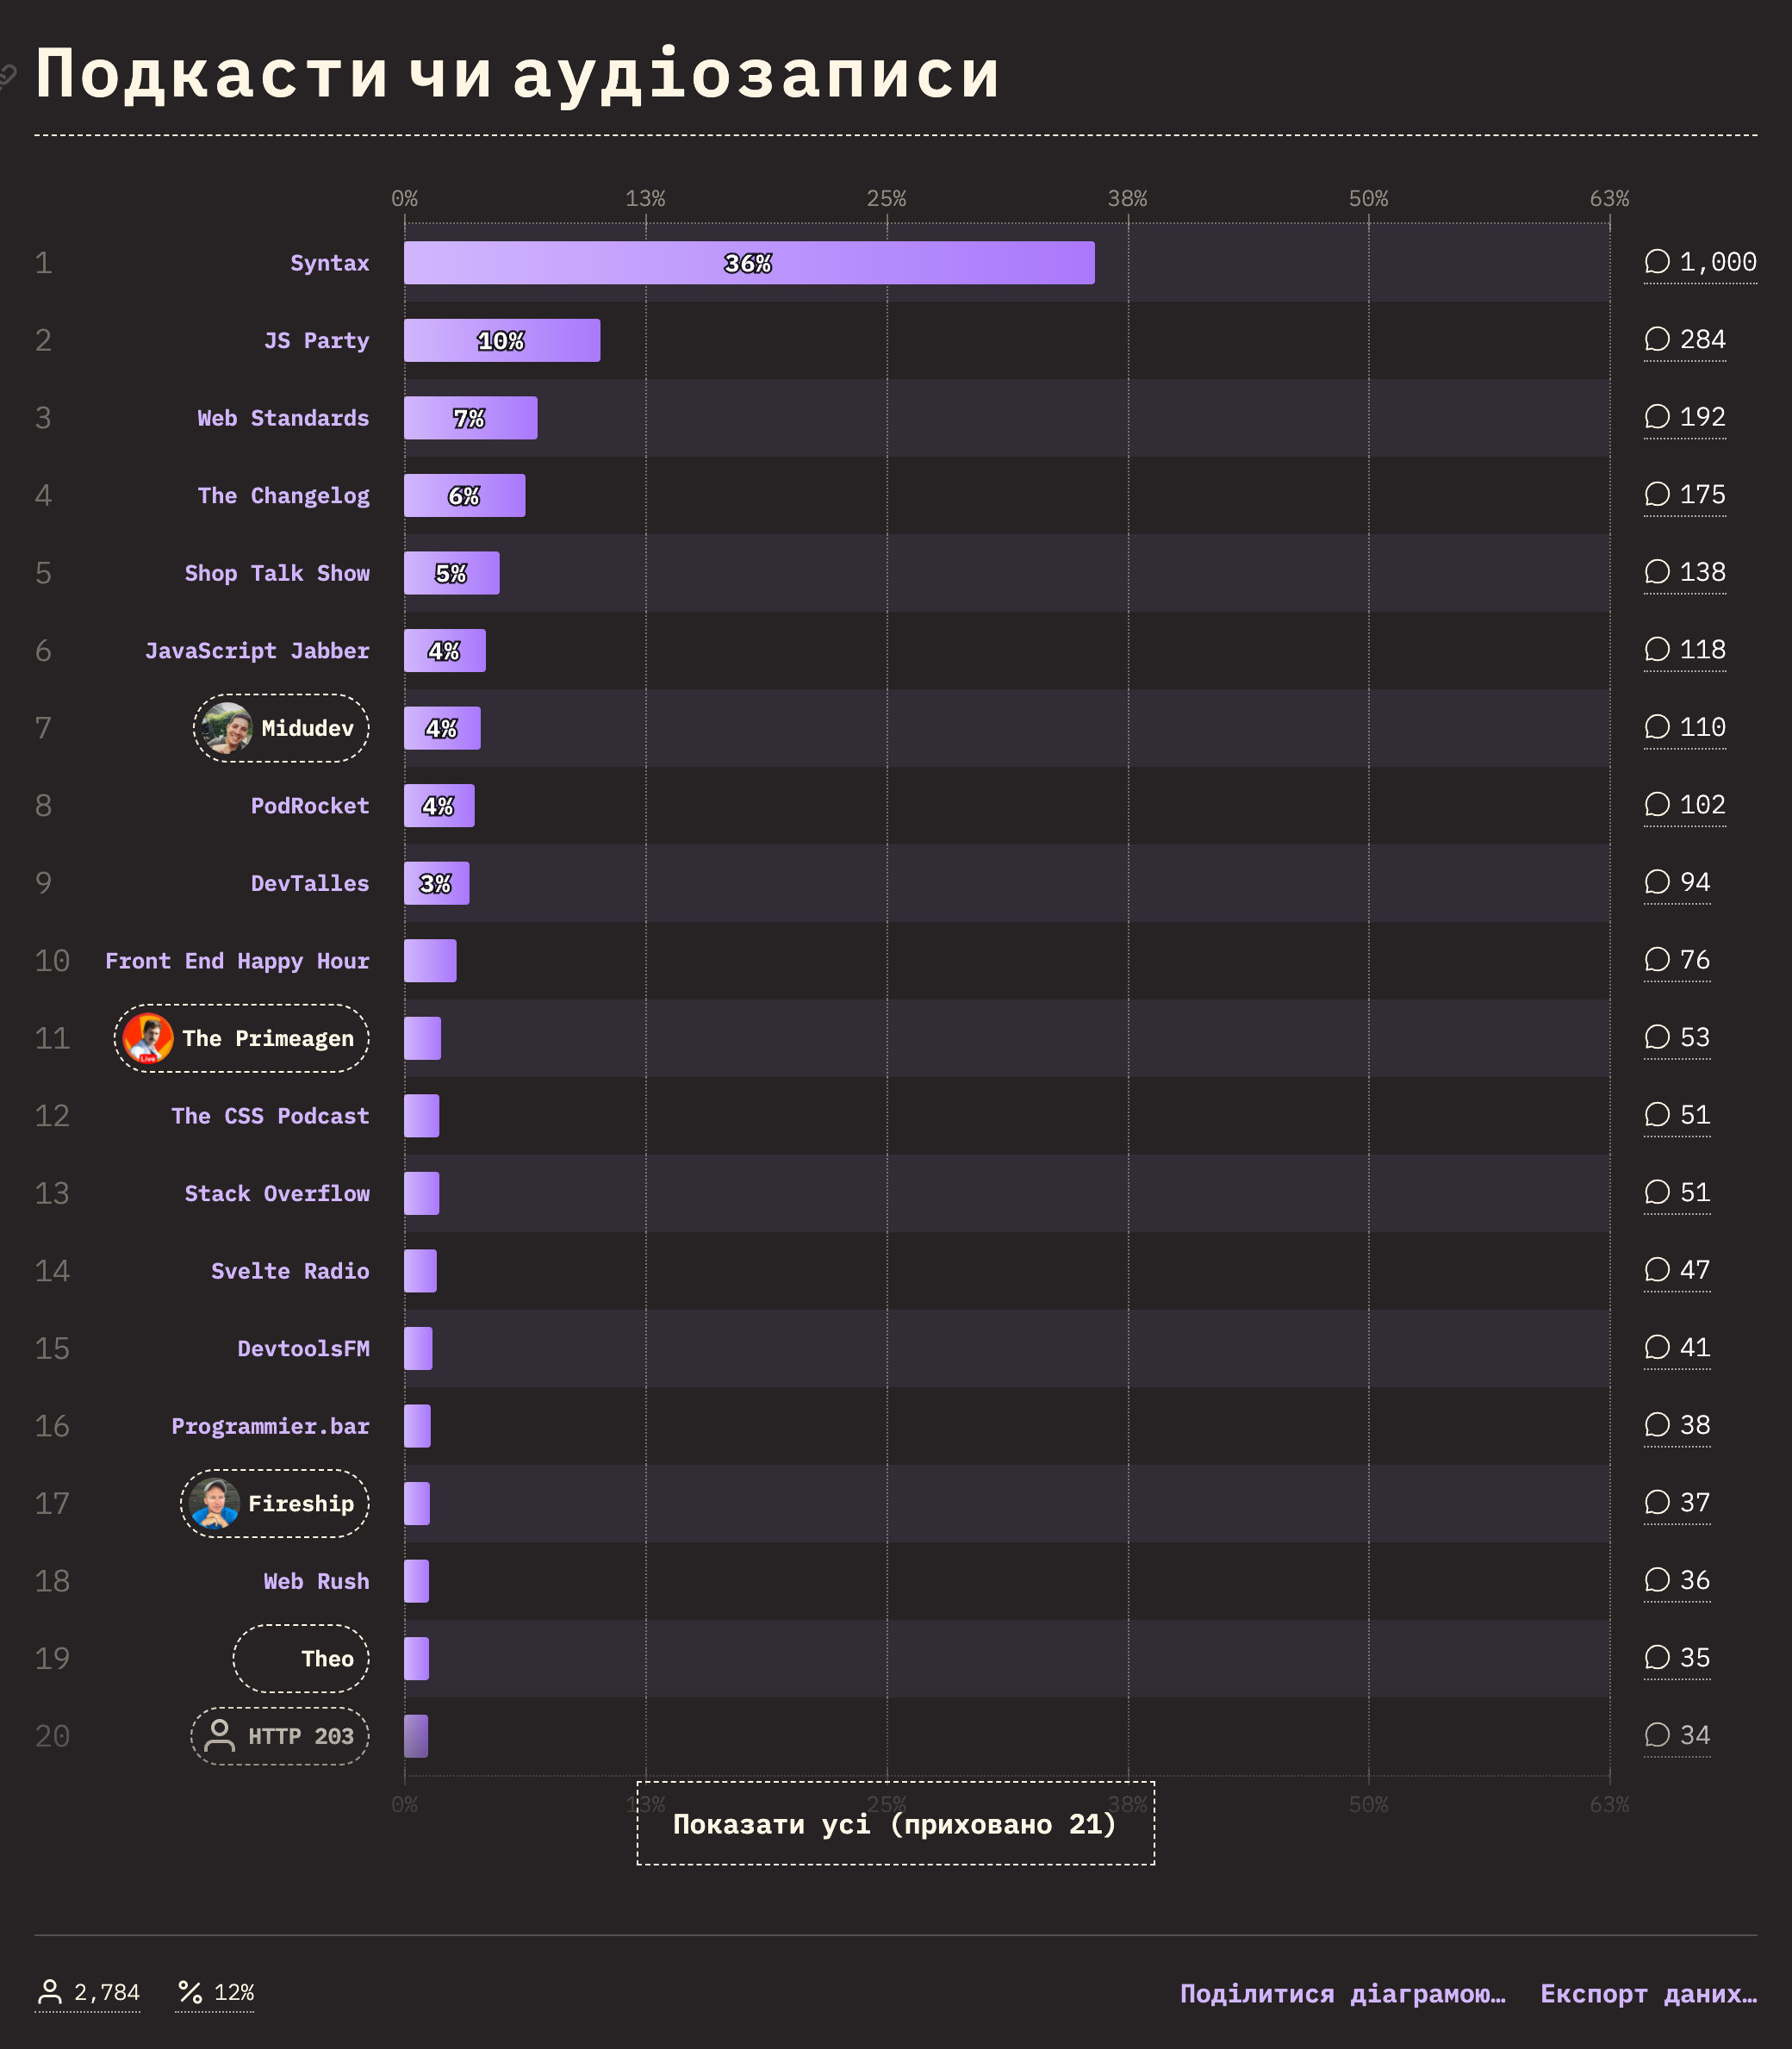 Подкасти чи аудіозаписи
0% 13% 25% 38% 50% 63%
1 Syntax 36% 1,000
2 JS Party 10% 284
3 Web Standards 7% 192
4 The Changelog 6% 175
5 Shop Talk Show 5% 138
6 JavaScript Jabber 4% 118
7 Midudev 4% 110
8 PodRocket 4% 102
9 DevTalles 3% 94
10 Front End Happy Hour 76
11 Live The Primeagen 53
12 The CSS Podcast 51
13 Stack Overflow 51
14 Svelte Radio 47
15 DevtoolsFM 41
16 Programmier.bar 38
17 Fireship 37
18 Web Rush 36
19 Theo 35
20 HTTP 203 34
0% 13% 25% 38% 50% 63%
Показати усі (приховано 21)
2,784 12% Поділитися діаграмою… Експорт даних…